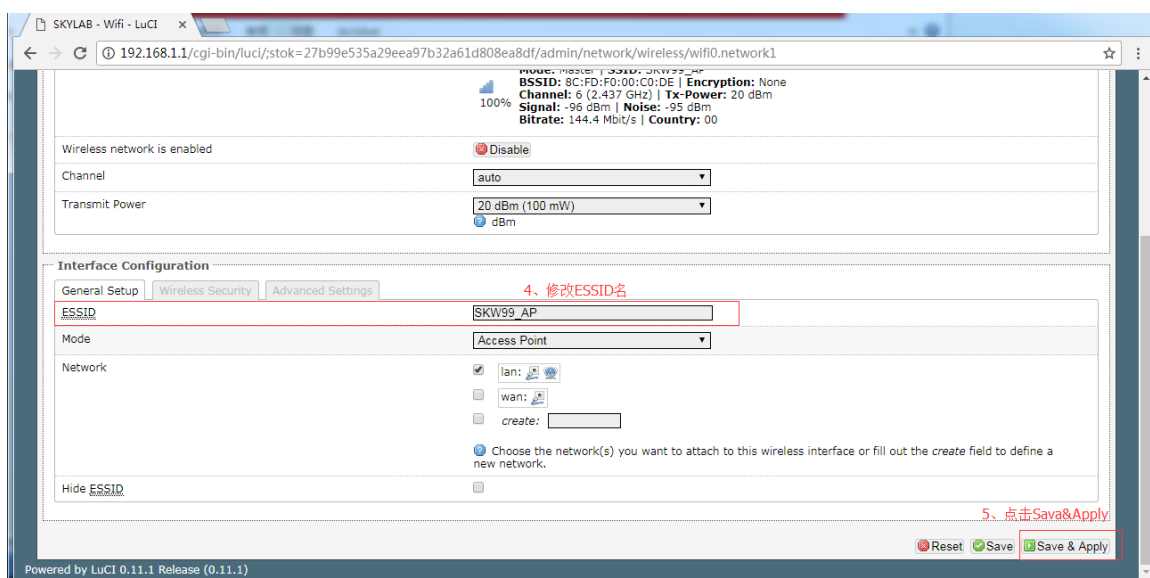 SKYLAB - Wifi - LuCI
192.168.1.1/cgi-bin/luci/;stok=27b99e535a29eea97b32a61d808ea8df/admin/network/wireless/wifi0.network1
Mode: Master | SSID: SKW99_AP
BSSID: 8C:FD:F0:00:C0:DE | Encryption: None
Channel: 6 (2.437 GHz) | Tx-Power: 20 dBm
100% Signal: -96 dBm | Noise: -95 dBm
Bitrate: 144.4 Mbit/s | Country: 00
Wireless network is enabled Disable
Channel auto
Transmit Power 20 dBm (100 mW)
dBm
Interface Configuration
General Setup Wireless Security Advanced Settings 4、修改ESSID名
ESSID SKW99_AP
Mode Access Point
Network lan:
wan:
create:
Choose the network(s) you want to attach to this wireless interface or fill out the create field to define a
new network.
Hide ESSID
5、点击Sava&Apply
Reset Save Save & Apply
Powered by LuCI 0.11.1 Release (0.11.1)